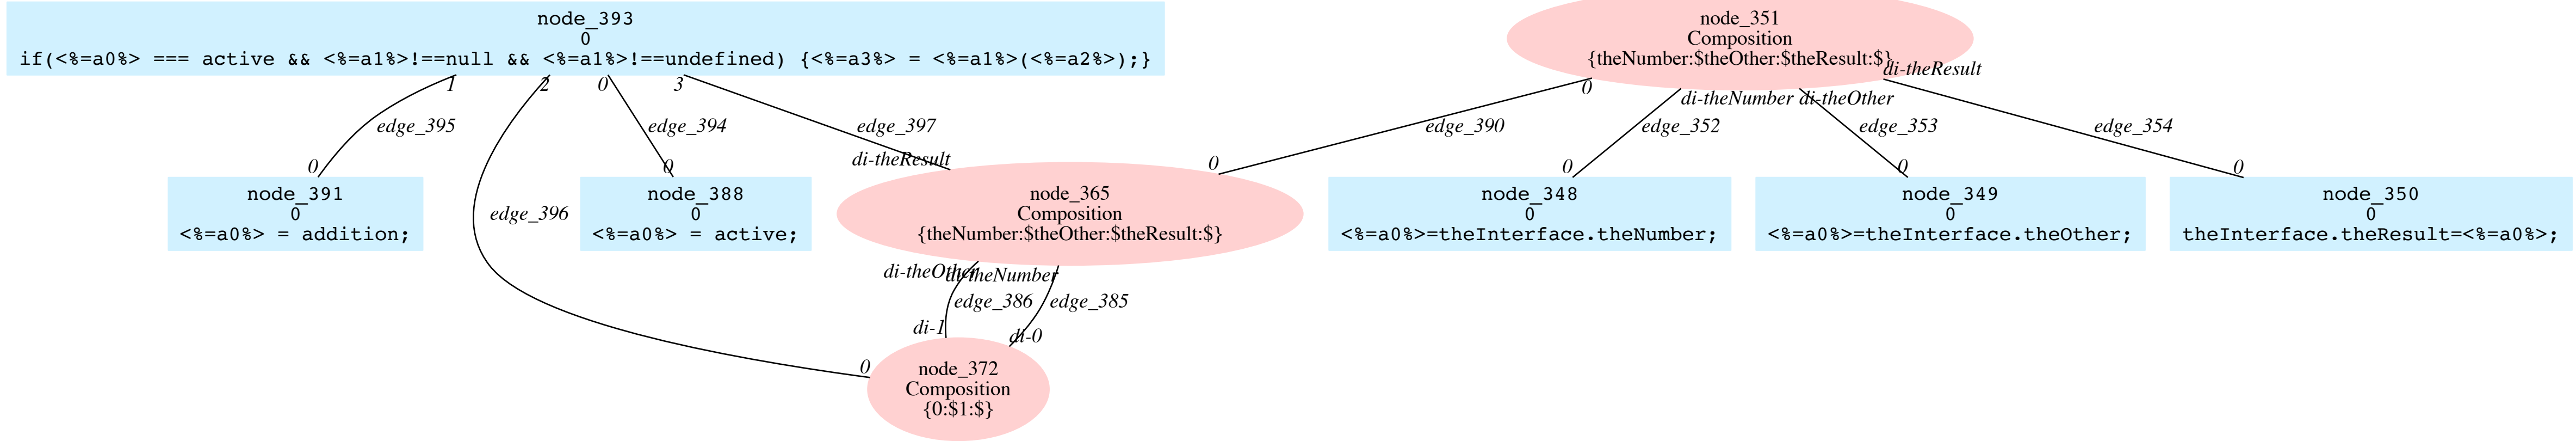 node_393
0
if(<%=a0%> === active && <%=a1%>!==null && <%=a1%>!==undefined) {<%=a3%> = <%=a1%>(<%=a2%>);}
node_351
Composition
{theNumber:$theOther:$theResult:$}
di-theResult
1
2
0
3
0
di-theNumber
di-theOther
edge_395
edge_394
edge_397
edge_390
edge_352
edge_353
edge_354
0
0
di-theResult
0
0
0
0
node_391
0
<%=a0%> = addition;
edge_396
node_388
0
<%=a0%> = active;
node_365
Composition
{theNumber:$theOther:$theResult:$}
node_348
0
<%=a0%>=theInterface.theNumber;
node_349
0
<%=a0%>=theInterface.theOther;
node_350
0
theInterface.theResult=<%=a0%>;
di-theOther
di-theNumber
edge_386
edge_385
di-1
di-0
0
node_372
Composition
{0:$1:$}